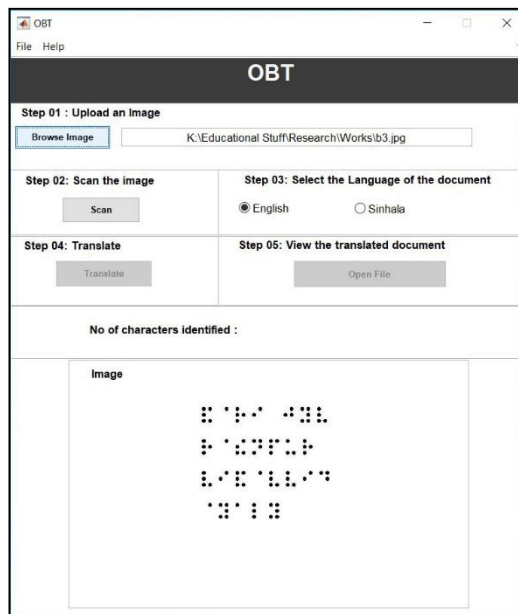 OBT
File Help
OBT
Step 01 : Upload an Image
Browse Image K:\Educational Stuff\Research\Works\b3.jpg
Step 02: Scan the image Step 03: Select the Language of the document
Scan English Sinhala
Step 04: Translate Step 05: View the translated document
Translate Open File
No of characters identified :
Image